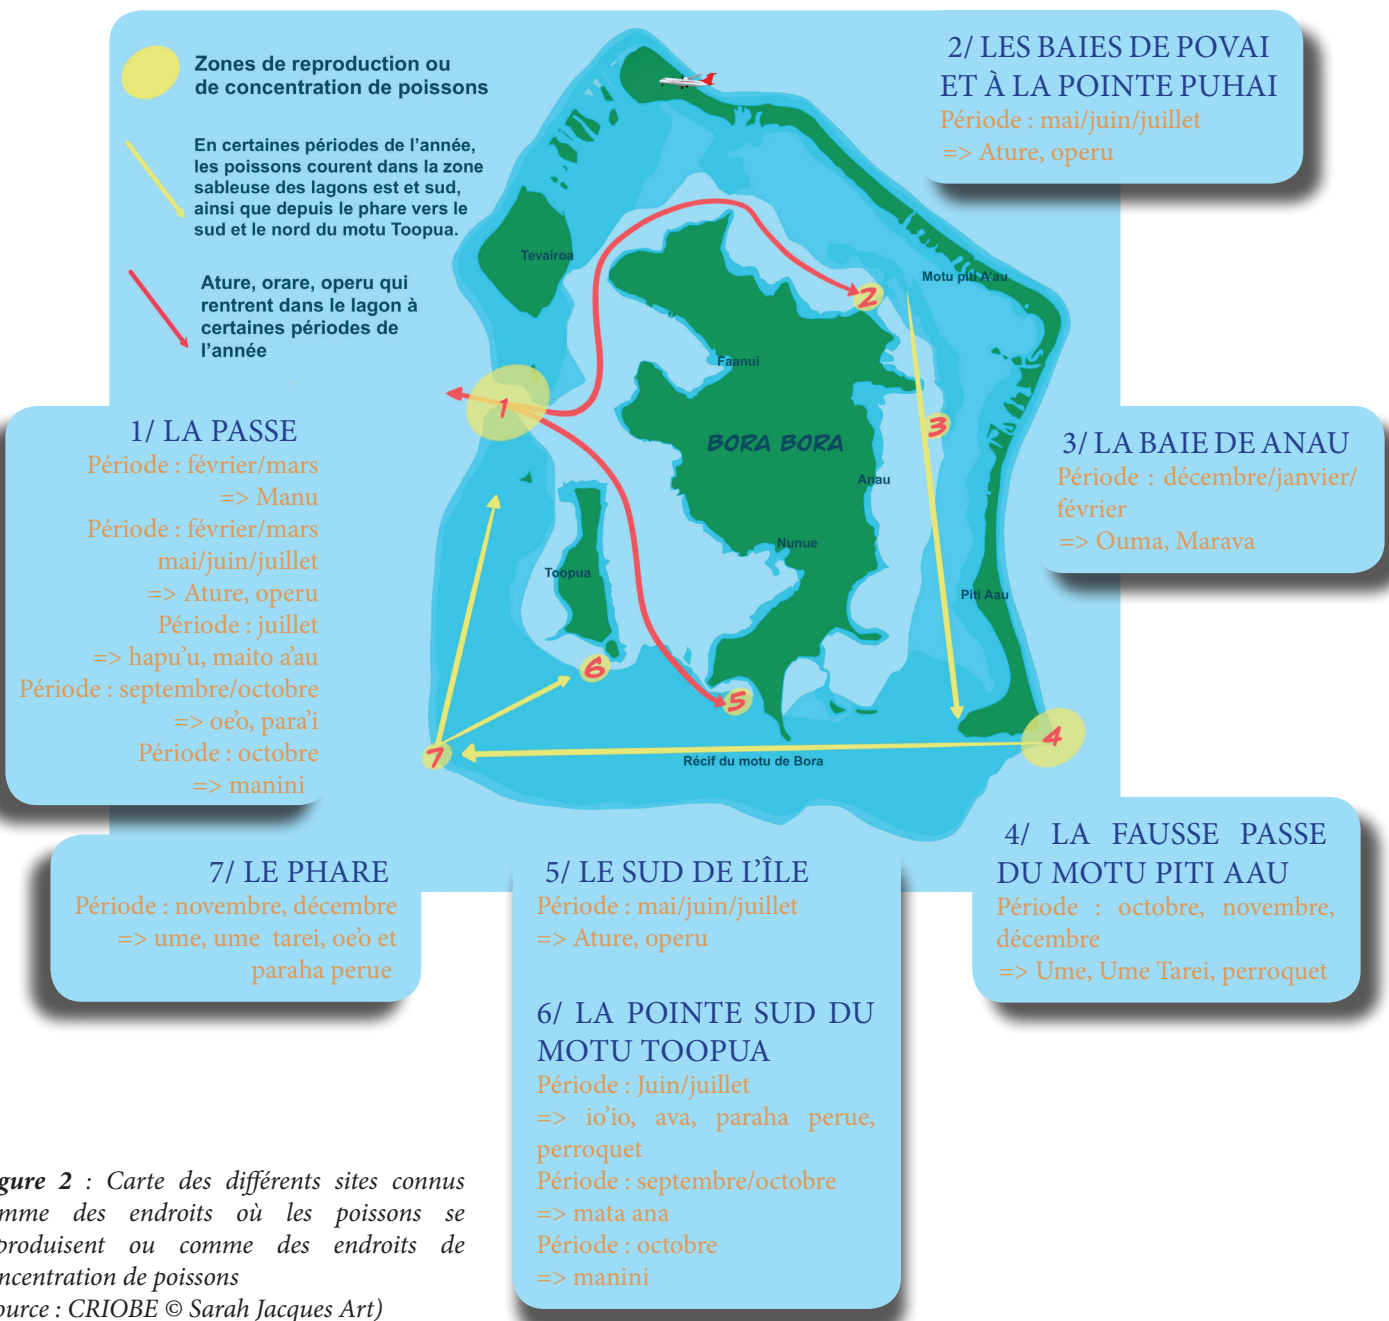 Zones de reproduction ou
de concentration de poissons
En certaines périodes de l'année,
les poissons courent dans la zone
sableuse des lagons est et sud,
ainsi que depuis le phare vers le
sud et le nord du motu Toopua.
Ature, orare, operu qui
rentrent dans le lagon à
certaines périodes de
l'année
2/ LES BAIES DE POVAI
ET À LA POINTE PUHAI
Période : mai/juin/juillet
=> Ature, operu
Tevairoa
Motu piti A'au
2
Faanui
1
3
BORA BORA
Anau
Nunue
Toopua
Piti Aau
6
5
4
7
Récif du motu de Bora
1/ LA PASSE
Période : février/mars
=> Manu
Période : février/mars
mai/juin/juillet
=> Ature, operu
Période : juillet
=> hapu'u, maito a'au
Période : septembre/octobre
=> oe'o, para'i
Période : octobre
=> manini
3/ LA BAIE DE ANAU
Période : décembre/janvier/
février
=> Ouma, Marava
7/ LE PHARE
Période : novembre, décembre
=> ume, ume tarei, oe'o et
paraha perue
5/ LE SUD DE L'ÎLE
Période : mai/juin/juillet
=> Ature, operu
4/ LA FAUSSE PASSE
DU MOTU PITI AAU
Période : octobre, novembre,
décembre
=> Ume, Ume Tarei, perroquet
6/ LA POINTE SUD DU
MOTU TOOPUA
Période : Juin/juillet
=> io'io, ava, paraha perue,
perroquet
Période : septembre/octobre
=> mata ana
Période : octobre
=> manini
gure 2 : Carte des différents sites connus
mme des endroits où les poissons se
produisent ou comme des endroits de
ncentration de poissons
ource : CRIOBE © Sarah Jacques Art)